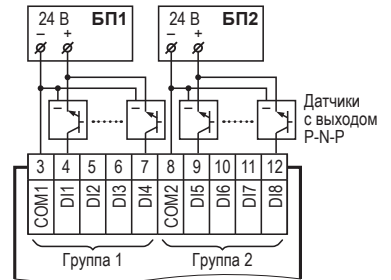 24 В БП1 24 В БП2
– + – +
– – – –
Датчики
с выходом
P-N-P
3 4 5 6 7 8 9 10 11 12
COM1 DI1 DI2 DI3 DI4 COM2 DI5 DI6 DI7 DI8
Группа 1 Группа 2